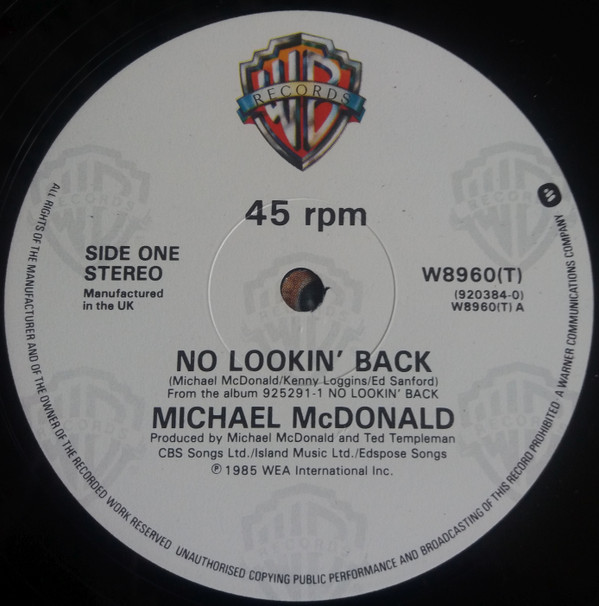 WB
RECORDS
45 rpm
SIDE ONE
STEREO
Manufactured
in the UK
W8960(T)
(920384-0)
W8960(T) A
NO LOOKIN' BACK
(Michael McDonald/Kenny Loggins/Ed Sanford)
From the album 925291-1 NO LOOKIN' BACK
MICHAEL McDONALD
Produced by Michael McDonald and Ted Templeman
CBS Songs Ltd./Island Music Ltd./Edspose Songs
℗ 1985 WEA International Inc.
ALL RIGHTS OF THE MANUFACTURER AND OF THE OWNER OF THE RECORDED WORK RESERVED UNAUTHORISED COPYING PUBLIC PERFORMANCE AND BROADCASTING OF THIS RECORD PROHIBITED · A WARNER COMMUNICATIONS COMPANY